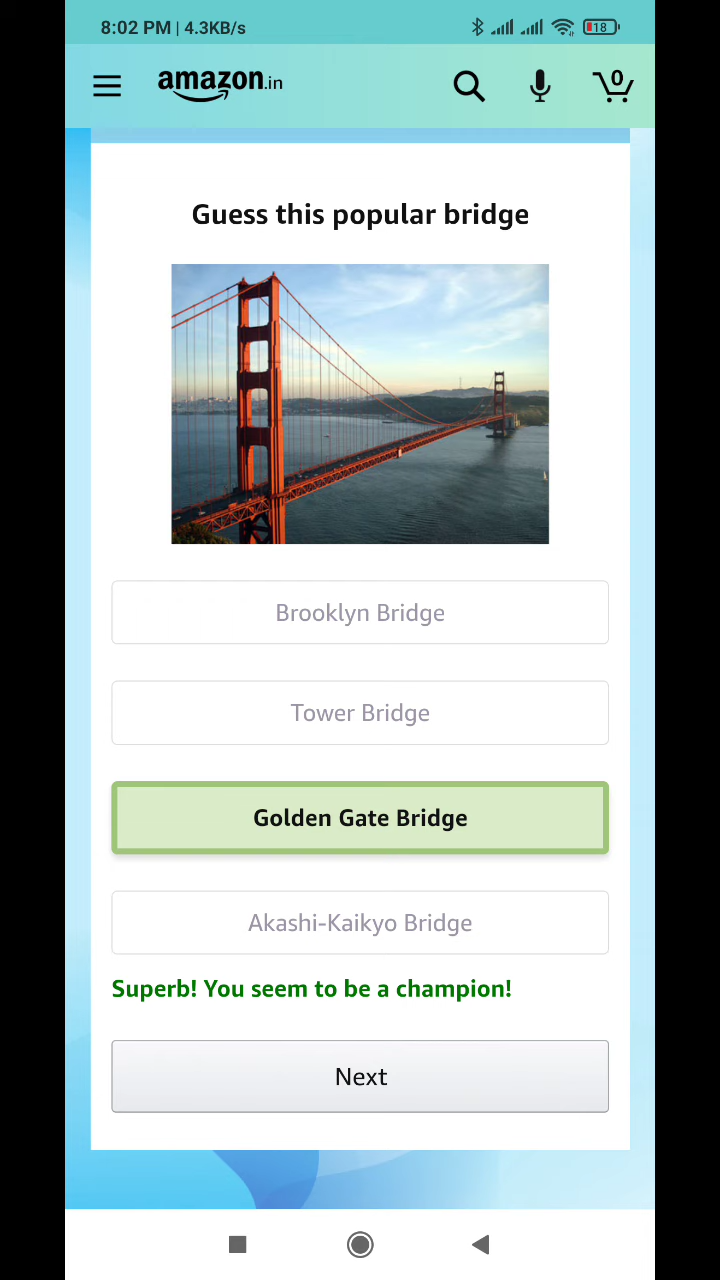 8:02 PM | 4.3KB/s 18
amazon.in 0
Guess this popular bridge
Brooklyn Bridge
Tower Bridge
Golden Gate Bridge
Akashi-Kaikyo Bridge
Superb! You seem to be a champion!
Next